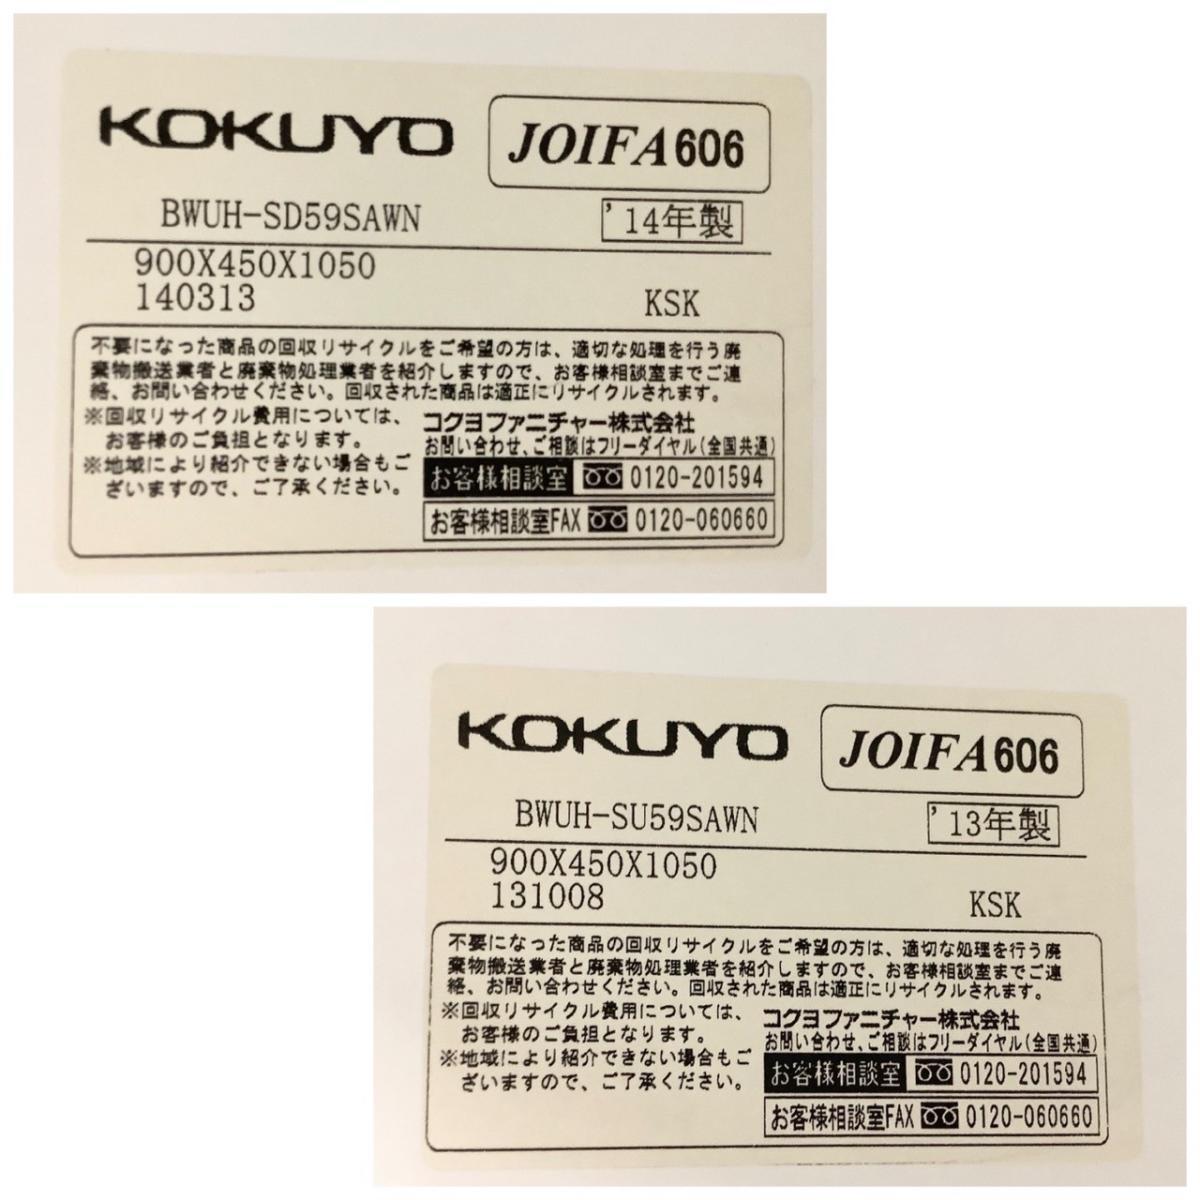 KOKUYO JOIFA606
BWUH-SD59SAWN '14年製
900X450X1050
140313 KSK
不要になった商品の回収リサイクルをご希望の方は、適切な処理を行う廃
棄物搬送業者と廃棄物処理業者を紹介しますので、お客様相談室までご連
絡、お問い合わせください。回収された商品は適正にリサイクルされます。
※回収リサイクル費用については、
お客様のご負担となります。
※地域により紹介できない場合もご
ざいますので、ご了承ください。
コクヨファニチャー株式会社
お問い合わせ、ご相談はフリーダイヤル(全国共通)
お客様相談室 0120-201594
お客様相談室FAX 0120-060660
KOKUYO JOIFA606
BWUH-SU59SAWN '13年製
900X450X1050
131008 KSK
不要になった商品の回収リサイクルをご希望の方は、適切な処理を行う廃
棄物搬送業者と廃棄物処理業者を紹介しますので、お客様相談室までご連
絡、お問い合わせください。回収された商品は適正にリサイクルされます。
※回収リサイクル費用については、
お客様のご負担となります。
※地域により紹介できない場合もご
ざいますので、ご了承ください。
コクヨファニチャー株式会社
お問い合わせ、ご相談はフリーダイヤル(全国共通)
お客様相談室 0120-201594
お客様相談室FAX 0120-060660